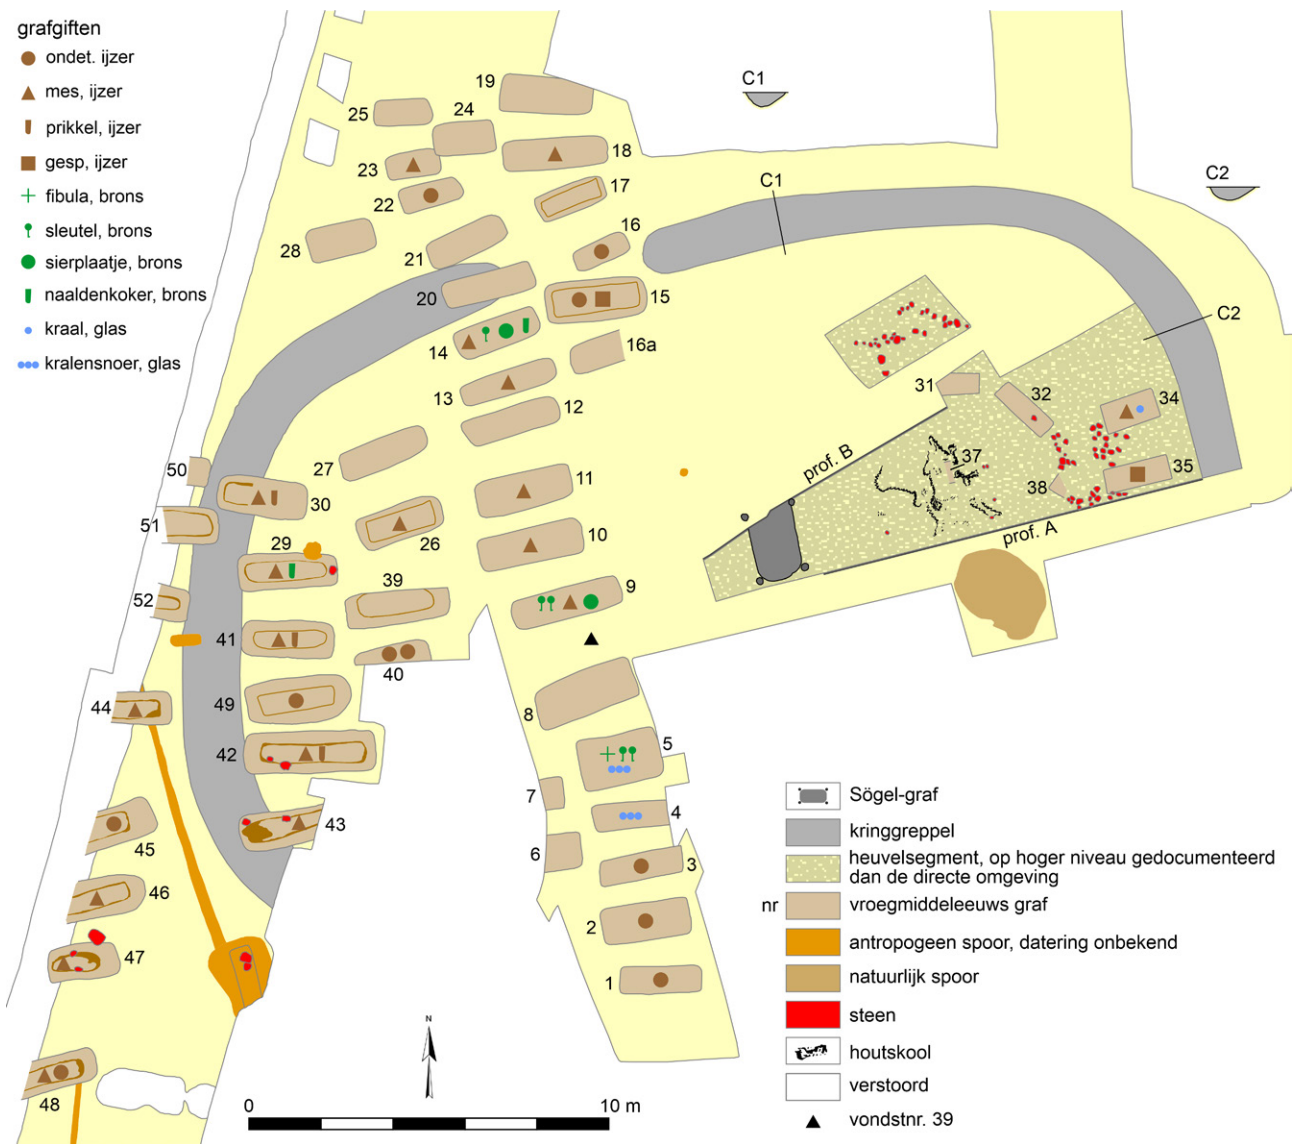 grafgiften
ondet. ijzer
mes, ijzer
prikkel, ijzer
gesp, ijzer
fibula, brons
sleutel, brons
sierplaatje, brons
naaldenkoker, brons
kraal, glas
kralensnoer, glas
C1
C2
C1
C2
19
25
24
23
18
22
17
28
21
16
20
15
14
16a
13
12
27
11
10
50
30
51
26
29
39
9
52
41
40
49
8
44
42
5
7
4
43
6
3
45
46
2
47
1
48
31
32
34
37
35
38
prof. B
prof. A
N
0
10 m
Sögel-graf
kringgreppel
heuvelsegment, op hoger niveau gedocumenteerd
dan de directe omgeving
nr vroegmiddeleeuws graf
antropogeen spoor, datering onbekend
natuurlijk spoor
steen
houtskool
verstoord
vondstnr. 39